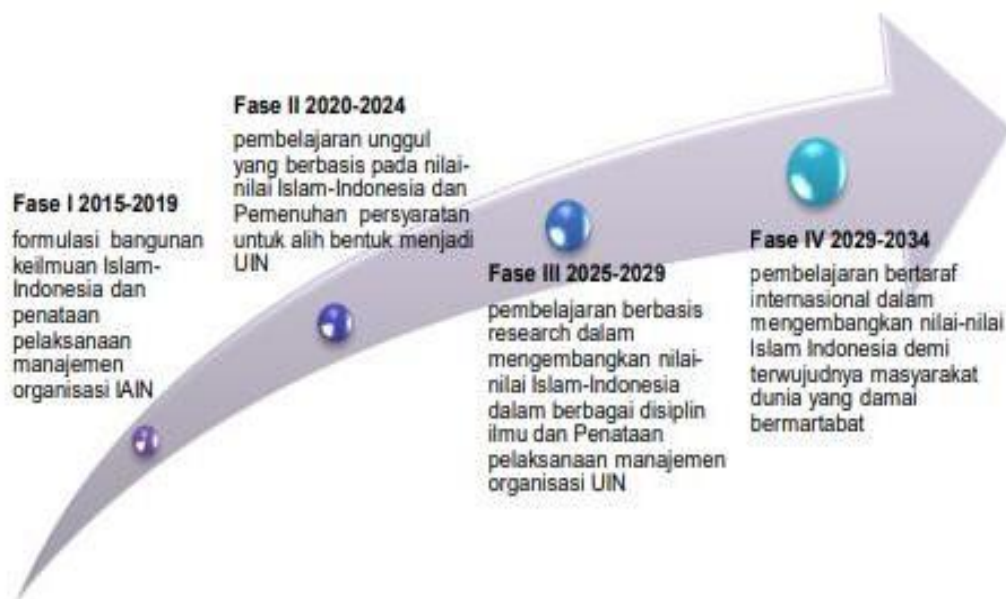 Fase I 2015-2019
formulasi bangunan
keilmuan Islam-
Indonesia dan
penataan
pelaksanaan
manajemen
organisasi IAIN
Fase II 2020-2024
pembelajaran unggul
yang berbasis pada nilai-
nilai Islam-Indonesia dan
Pemenuhan persyaratan
untuk alih bentuk menjadi
UIN
Fase III 2025-2029
pembelajaran berbasis
research dalam
mengembangkan nilai-
nilai Islam-Indonesia
dalam berbagai disiplin
ilmu dan Penataan
pelaksanaan manajemen
organisasi UIN
Fase IV 2029-2034
pembelajaran bertaraf
internasional dalam
mengembangkan nilai-nilai
Islam Indonesia demi
terwujudnya masyarakat
dunia yang damai
bermartabat